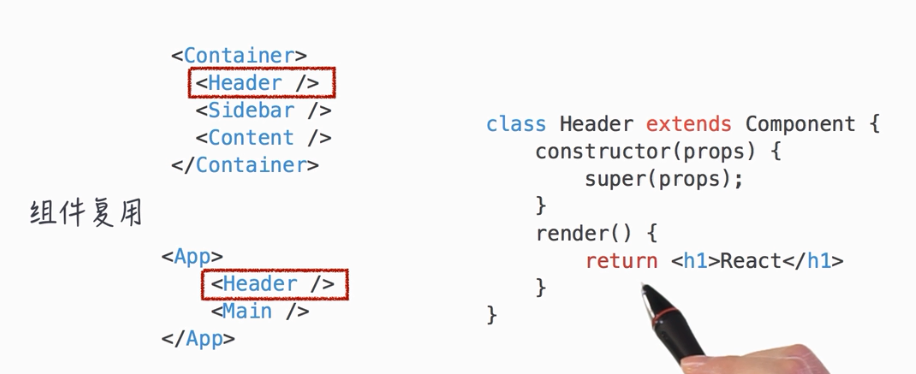 <Container>
<Header />
<Sidebar />
<Content />
</Container>
组件复用
<App>
<Header />
<Main />
</App>
class Header extends Component {
constructor(props) {
super(props);
}
render() {
return <h1>React</h1>
}
}